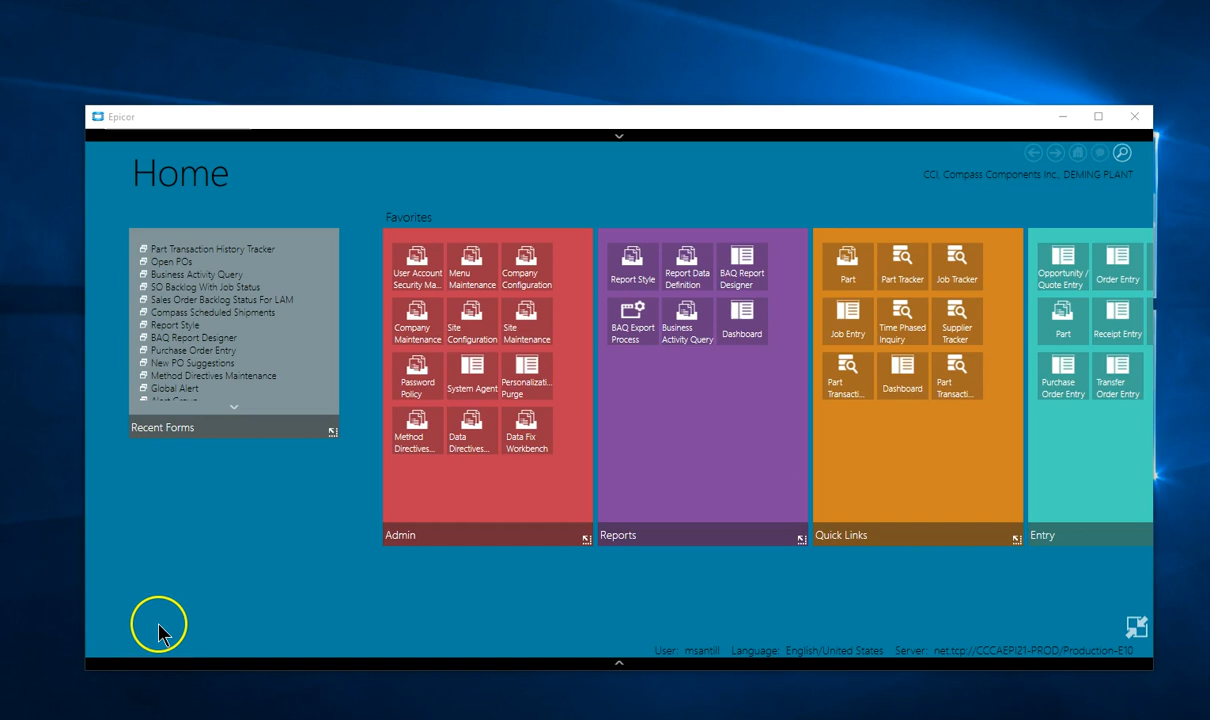 Epicor
Home
CCI, Compass Components Inc., DEMING PLANT
Favorites
Part Transaction History Tracker
Open POs
Business Activity Query
SO Backlog With Job Status
Sales Order Backlog Status For LAM
Compass Scheduled Shipments
Report Style
BAQ Report Designer
Purchase Order Entry
New PO Suggestions
Method Directives Maintenance
Global Alert
Recent Forms
User Account
Security Ma...
Menu
Maintenance
Company
Configuration
Company
Maintenance
Site
Configuration
Site
Maintenance
Password
Policy
System Agent
Personalizati...
Purge
Method
Directives...
Data
Directives...
Data Fix
Workbench
Admin
Report Style
Report Data
Definition
BAQ Report
Designer
BAQ Export
Process
Business
Activity Query
Dashboard
Reports
Part
Part Tracker
Job Tracker
Job Entry
Time Phased
Inquiry
Supplier
Tracker
Part
Transacti...
Dashboard
Part
Transacti...
Quick Links
Opportunity /
Quote Entry
Order Entry
Part
Receipt Entry
Purchase
Order Entry
Transfer
Order Entry
Entry
User: msantill Language: English/United States Server: net.tcp://CCCAEPI21-PROD/Production-E10